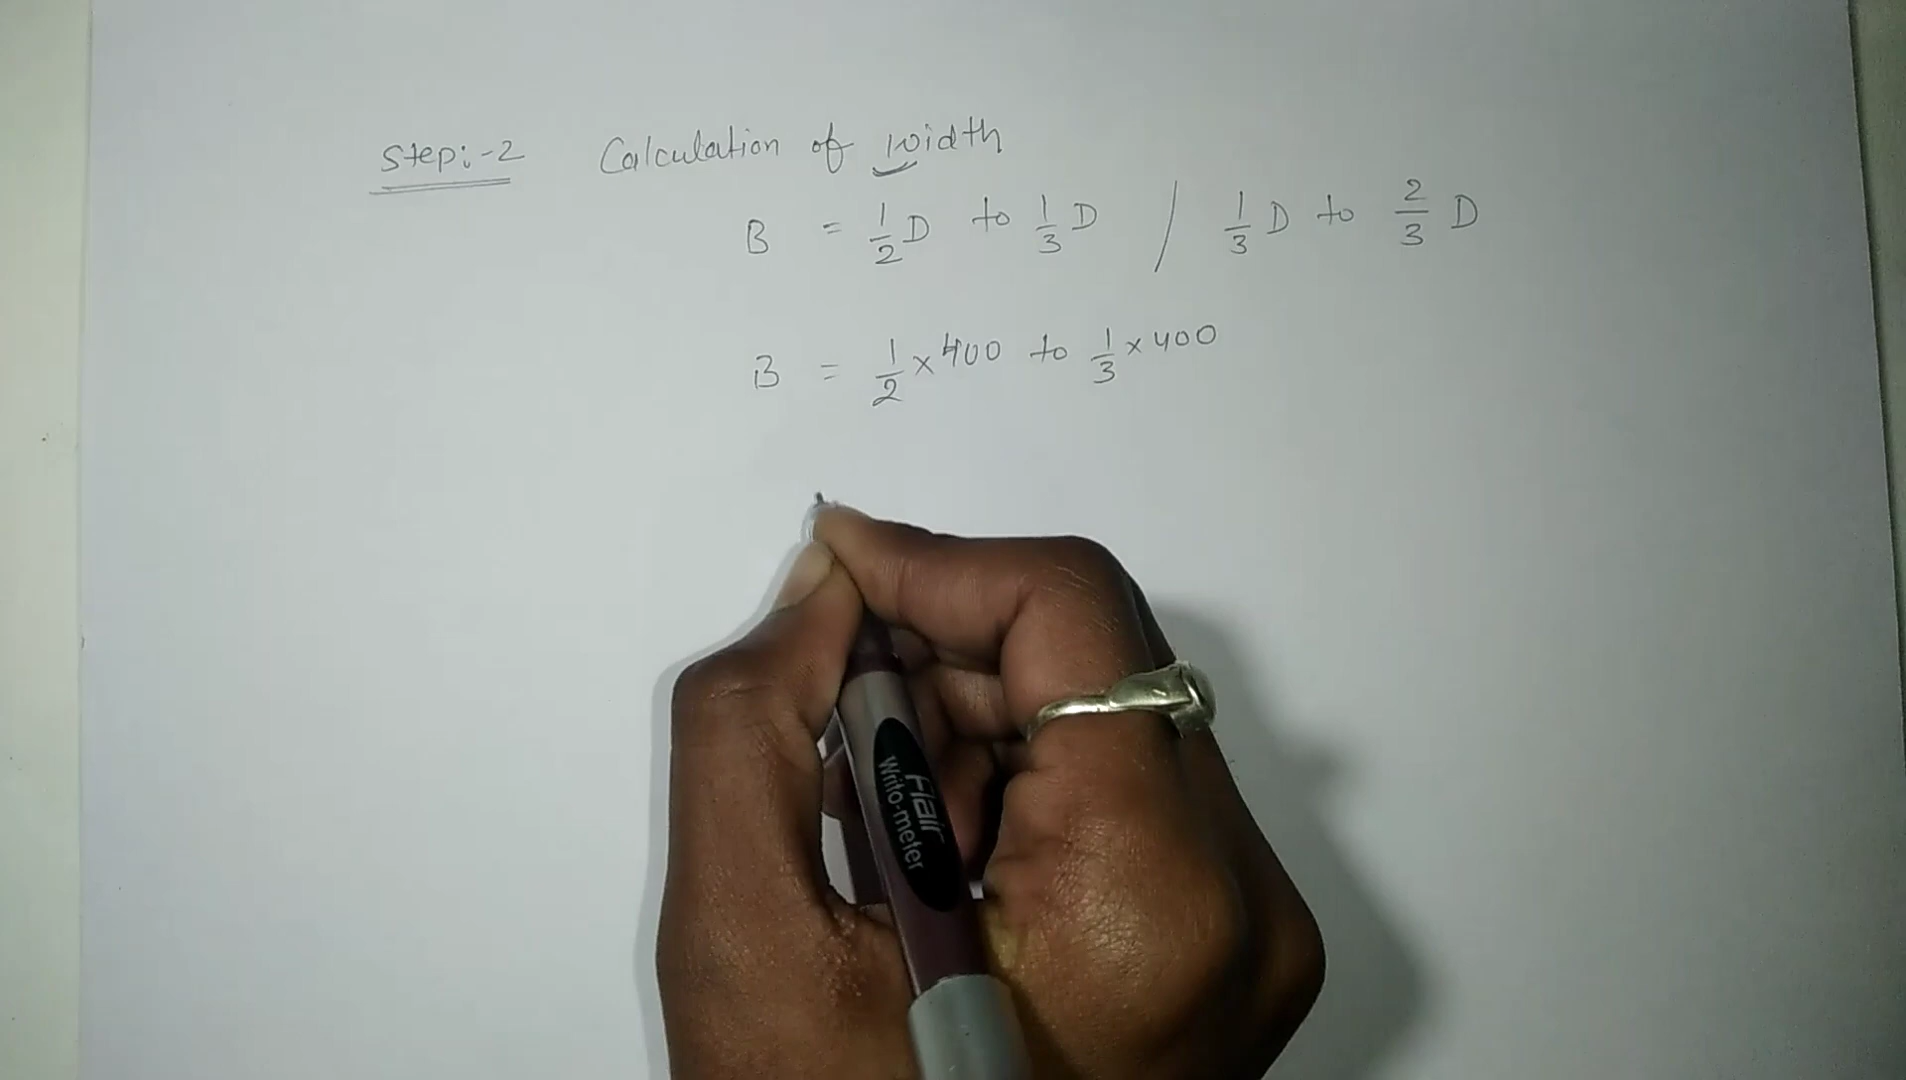 Step:-2 Calculation of width
B = 1/2 D to 1/3 D / 1/3 D to 2/3 D
B = 1/2 x 400 to 1/3 x 400
Flair
Writo-meter